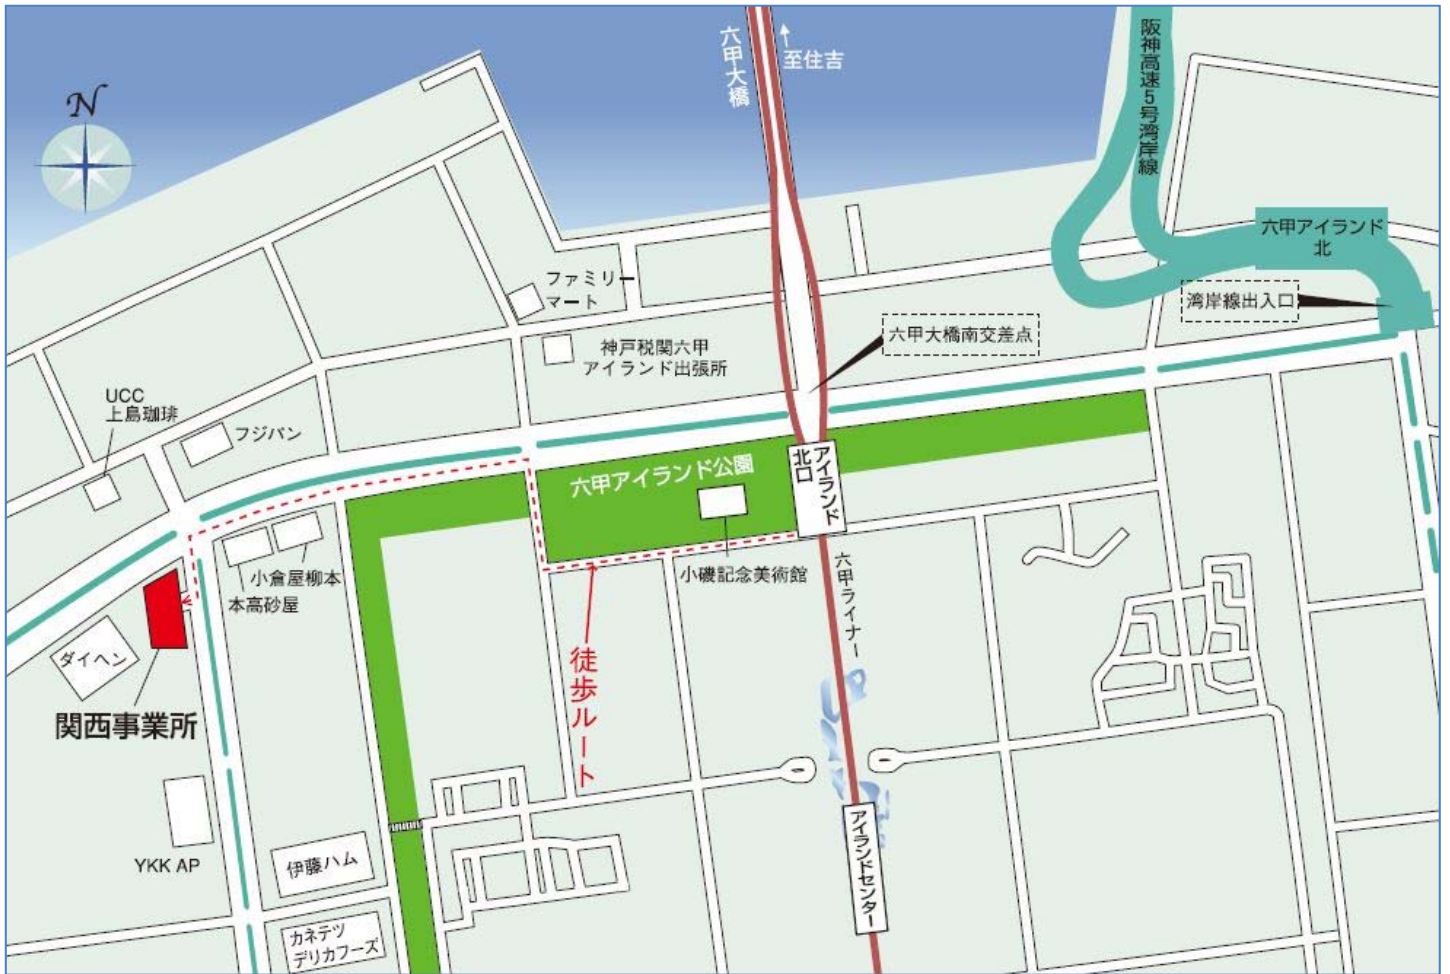 六甲大橋
至住吉
阪神高速5号湾岸線
N
六甲アイランド
北
湾岸線出入口
ファミリー
マート
六甲大橋南交差点
神戸税関六甲
アイランド出張所
UCC
上島珈琲
フジパン
六甲アイランド公園
アイランド
北口
小磯記念美術館
小倉屋柳本
本高砂屋
六甲ライナー
ダイヘン
徒歩ルート
関西事業所
アイランドセンター
YKK AP
伊藤ハム
カネテツ
デリカフーズ